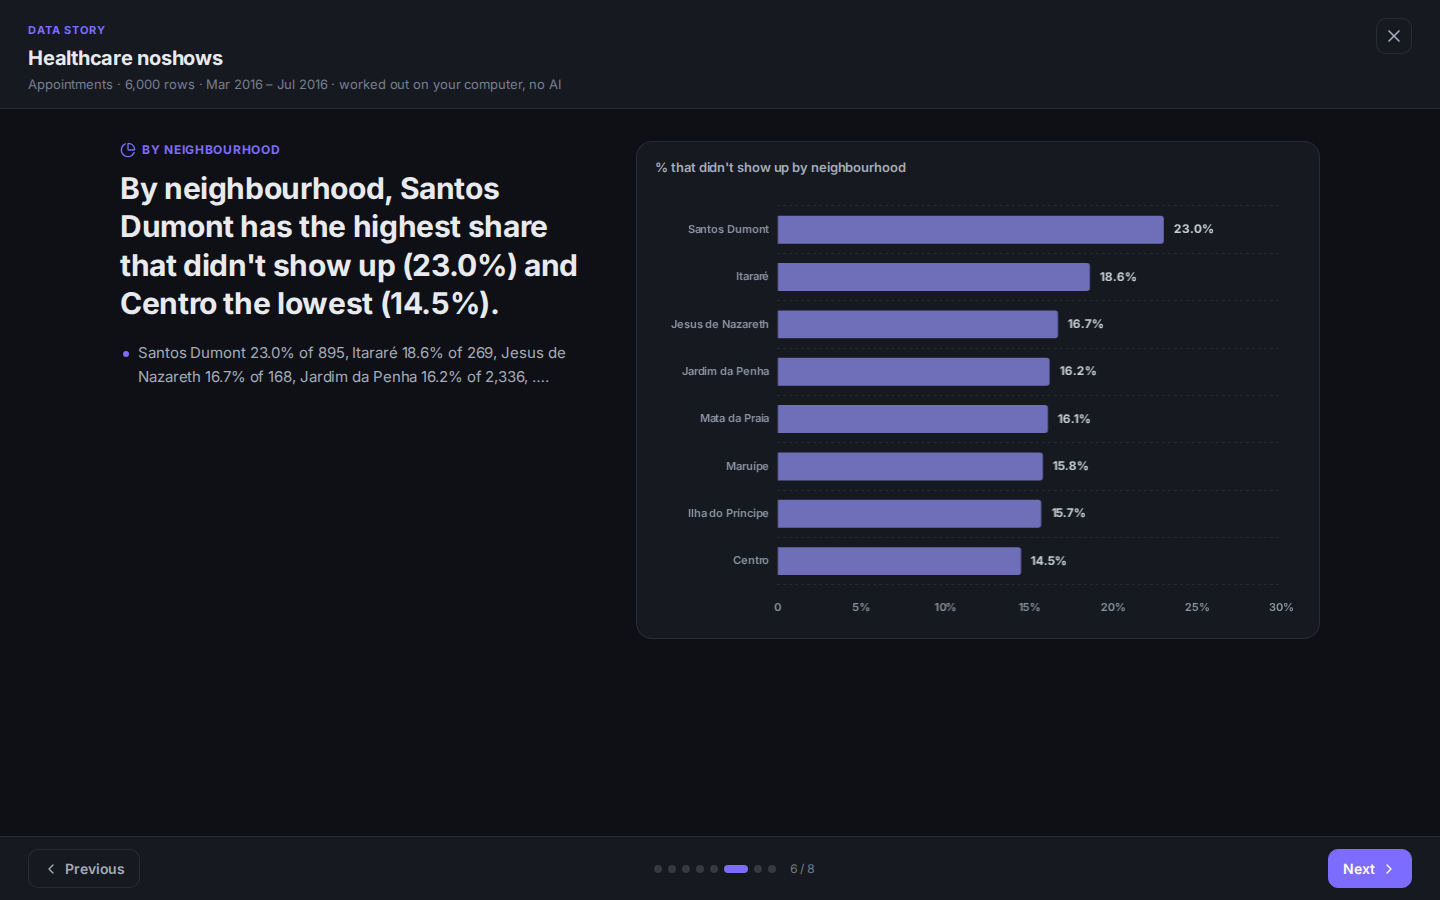 DATA STORY
Healthcare noshows
Appointments · 6,000 rows · Mar 2016 – Jul 2016 · worked out on your computer, no AI
BY NEIGHBOURHOOD
By neighbourhood, Santos
Dumont has the highest share
that didn't show up (23.0%) and
Centro the lowest (14.5%).
Santos Dumont 23.0% of 895, Itararé 18.6% of 269, Jesus de
Nazareth 16.7% of 168, Jardim da Penha 16.2% of 2,336, ....
% that didn't show up by neighbourhood
Santos Dumont 23.0%
Itararé 18.6%
Jesus de Nazareth 16.7%
Jardim da Penha 16.2%
Mata da Praia 16.1%
Maruípe 15.8%
Ilha do Príncipe 15.7%
Centro 14.5%
0 5% 10% 15% 20% 25% 30%
Previous
6 / 8
Next